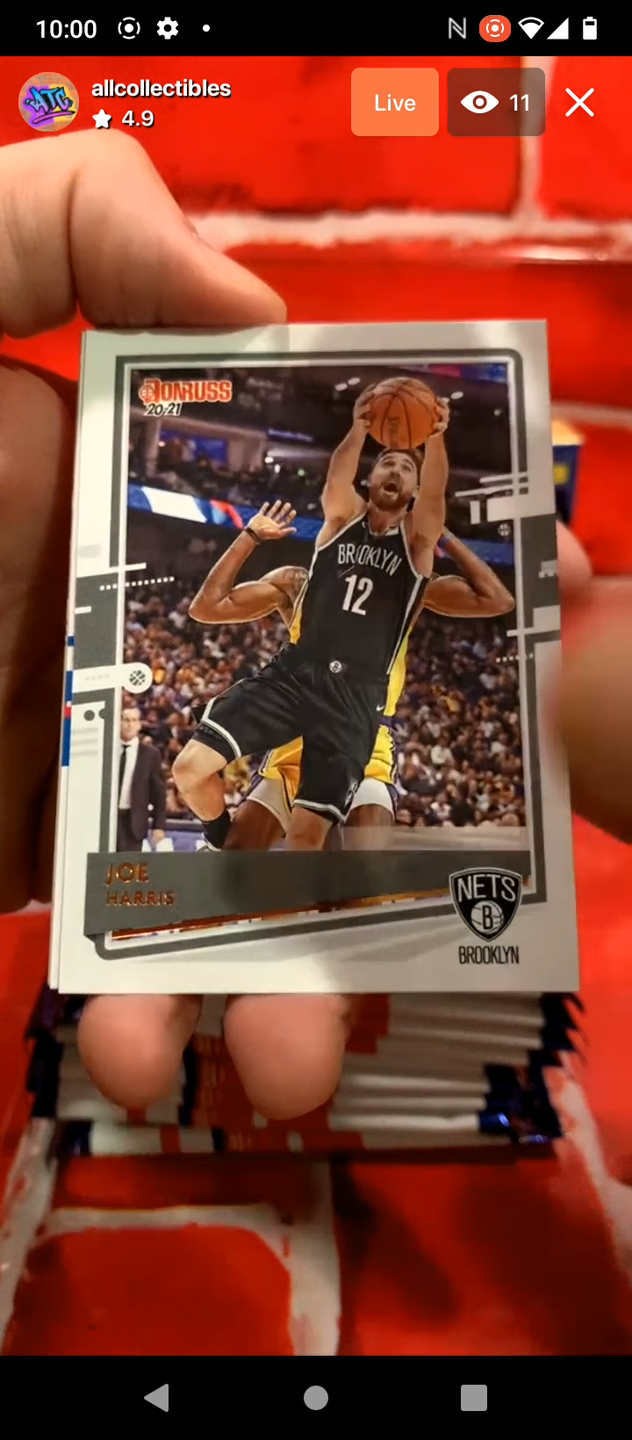 10:00
allcollectibles
4.9
Live
11
DONRUSS
20-21
BROOKLYN
12
JOE
HARRIS
NETS
B
BROOKLYN